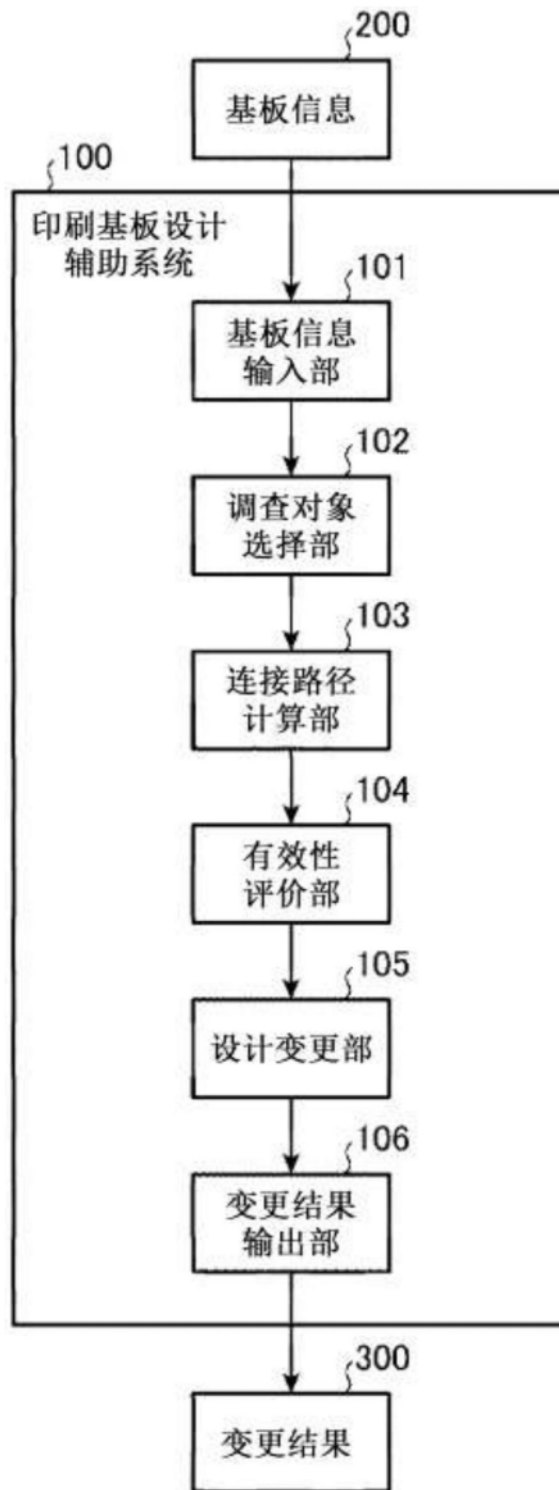 200
基板信息
100
印刷基板设计
辅助系统
101
基板信息
输入部
102
调查对象
选择部
103
连接路径
计算部
104
有效性
评价部
105
设计变更部
106
变更结果
输出部
300
变更结果